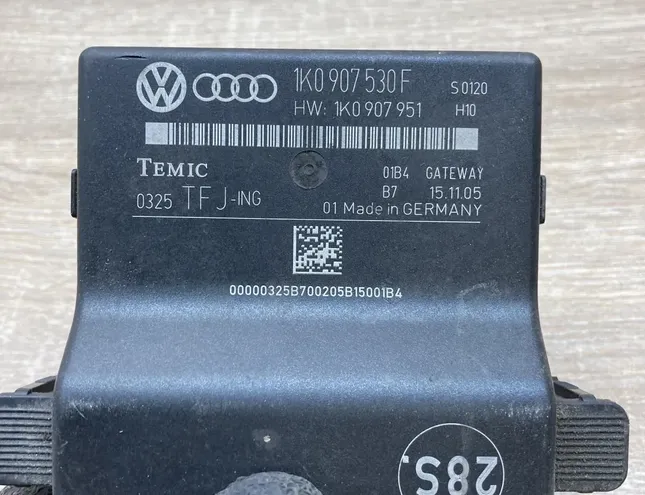 1K0 907 530 F S 0120
HW: 1K0 907 951 H10
TEMIC 01B4 GATEWAY
0325 TFJ-ING B7 15.11.05
01 Made in GERMANY
00000325B700205B15001B4
28S.